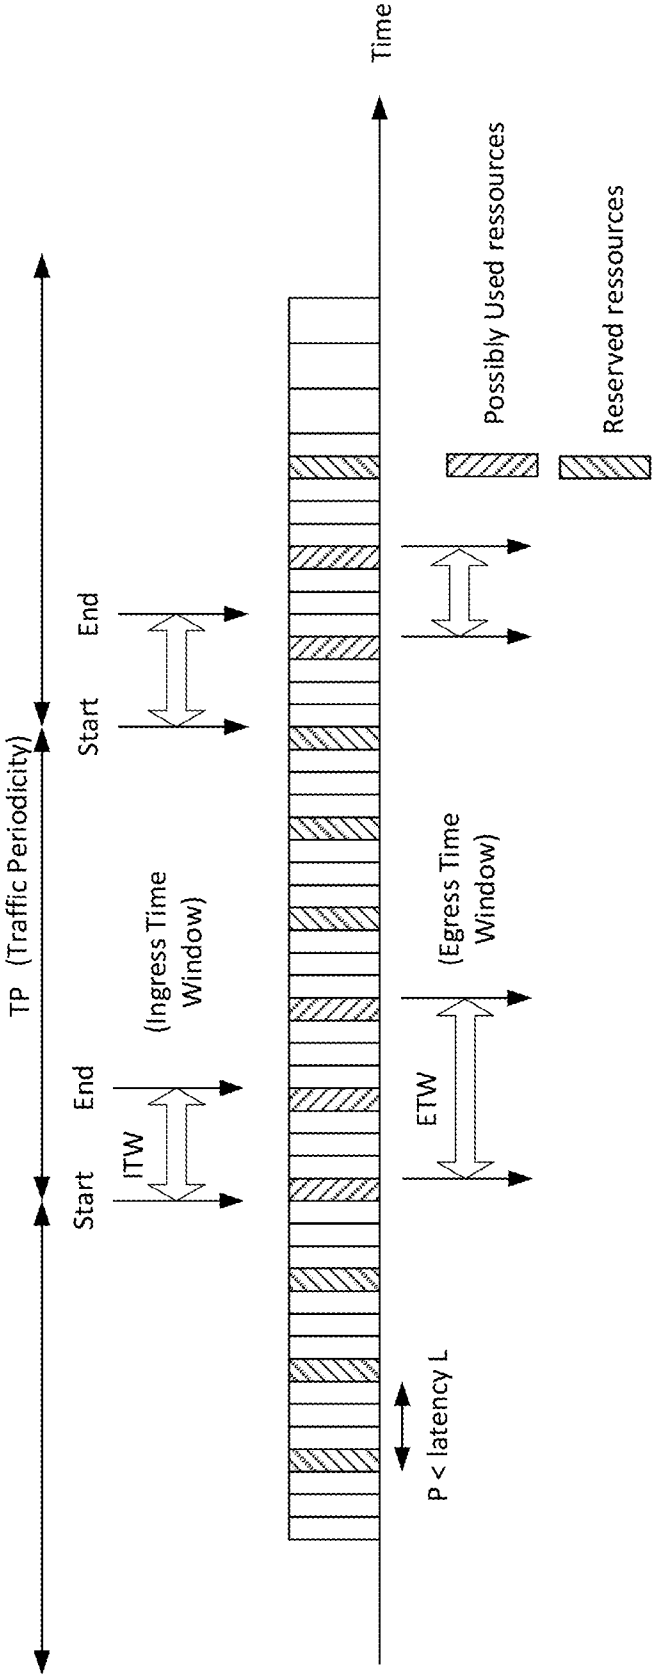 TP (Traffic Periodicity)
Start
End
Start
End
ITW
(Ingress Time
Window)
Time
P < latency L
ETW
(Egress Time
Window)
Possibly Used ressources
Reserved ressources